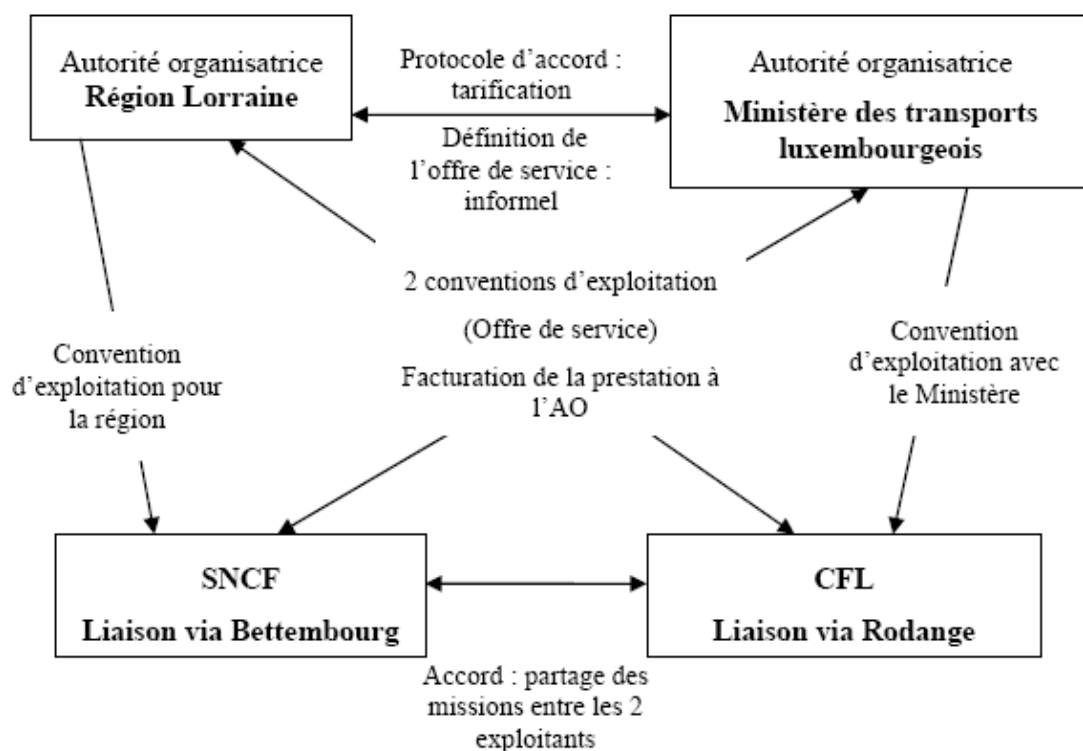 Autorité organisatrice
Région Lorraine
Protocole d’accord :
tarification
Définition de
l’offre de service :
informel
Autorité organisatrice
Ministère des transports
luxembourgeois
2 conventions d’exploitation
(Offre de service)
Facturation de la prestation à
l’AO
Convention
d’exploitation pour
la région
Convention
d’exploitation avec
le Ministère
SNCF
Liaison via Bettembourg
CFL
Liaison via Rodange
Accord : partage des
missions entre les 2
exploitants